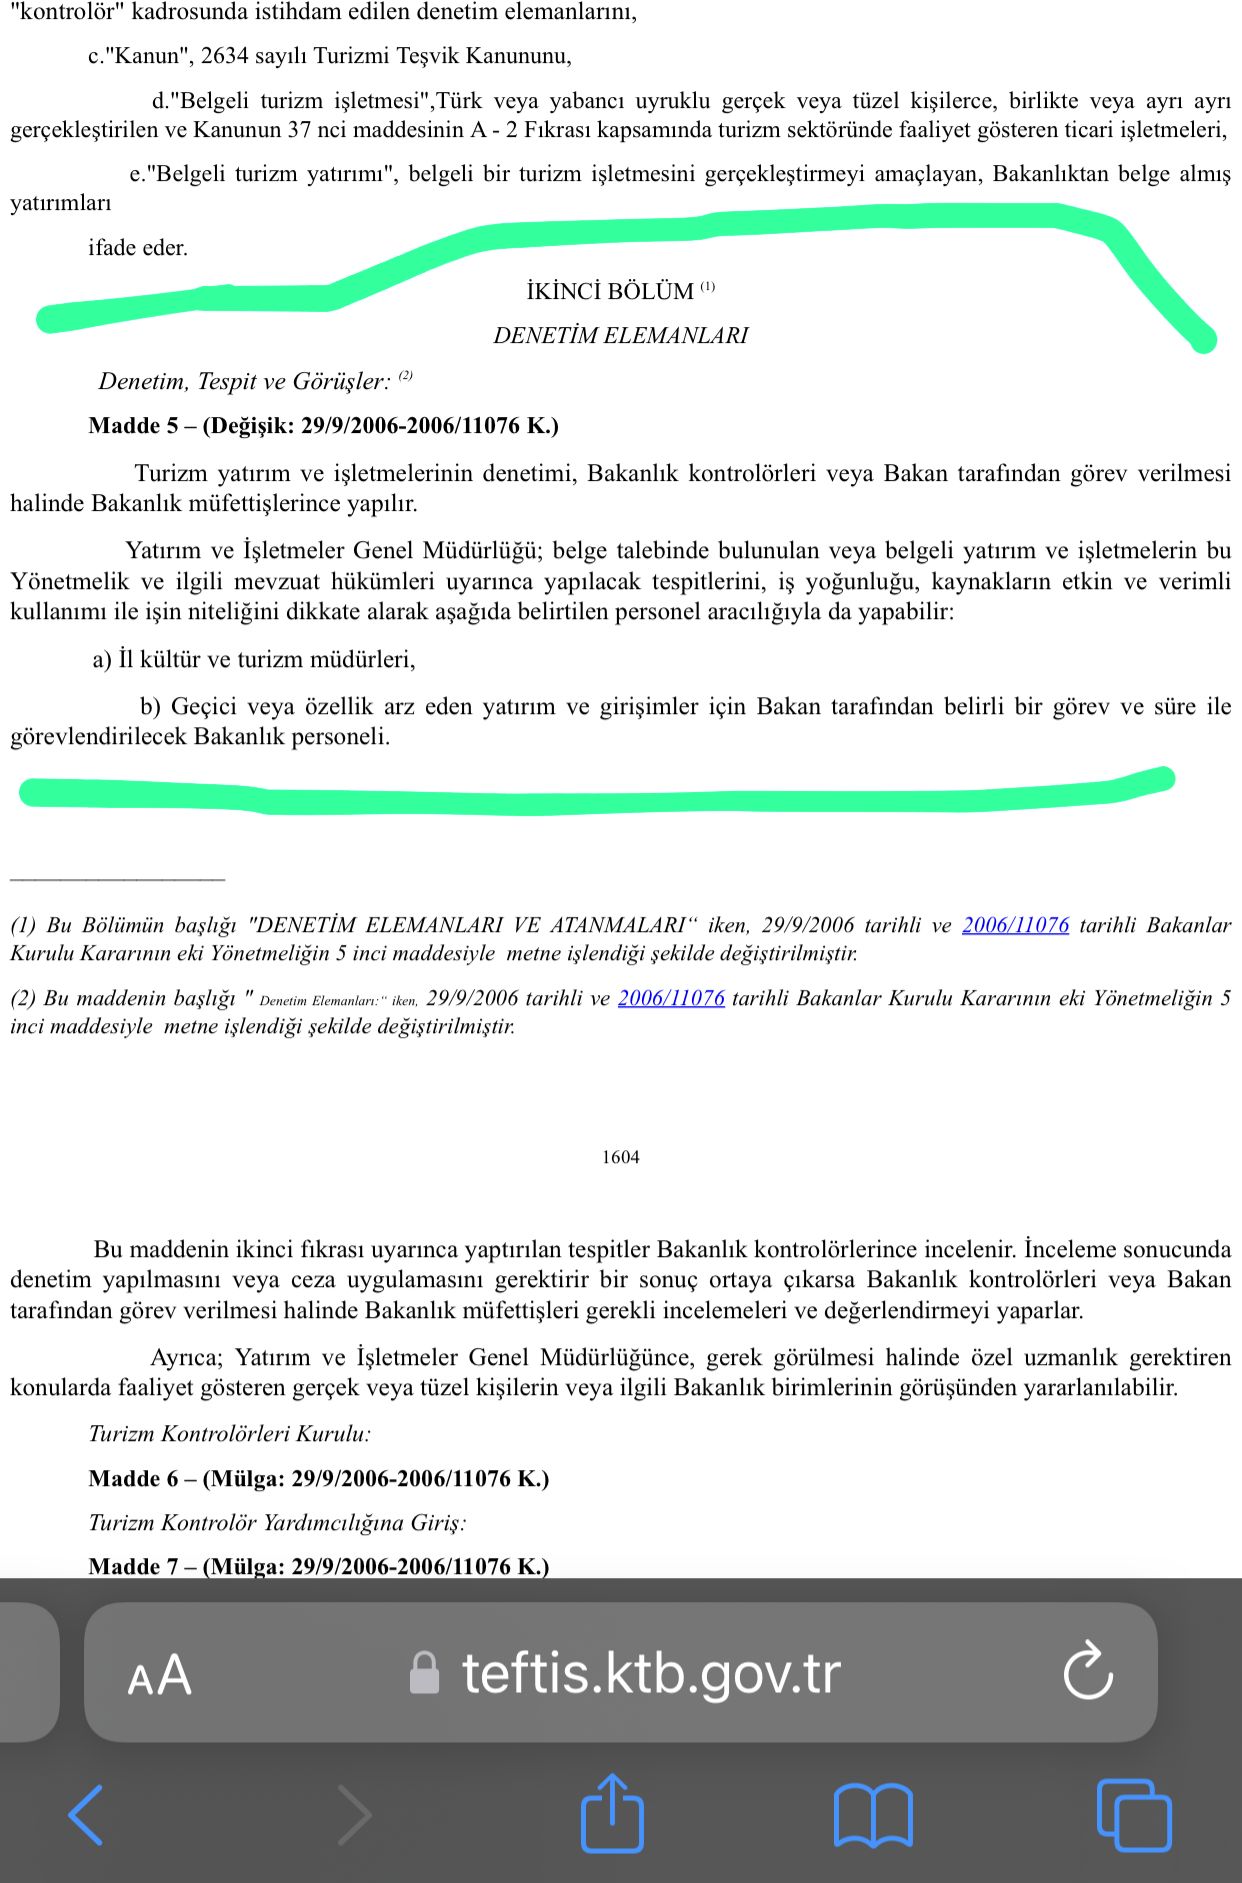 "kontrolör" kadrosunda istihdam edilen denetim elemanlarını,
c."Kanun", 2634 sayılı Turizmi Teşvik Kanununu,
d."Belgeli turizm işletmesi",Türk veya yabancı uyruklu gerçek veya tüzel kişilerce, birlikte veya ayrı ayrı
gerçekleştirilen ve Kanunun 37 nci maddesinin A - 2 Fıkrası kapsamında turizm sektöründe faaliyet gösteren ticari işletmeleri,
e."Belgeli turizm yatırımı", belgeli bir turizm işletmesini gerçekleştirmeyi amaçlayan, Bakanlıktan belge almış
yatırımları
ifade eder.
İKİNCİ BÖLÜM (1)
DENETİM ELEMANLARI
Denetim, Tespit ve Görüşler: (2)
Madde 5 – (Değişik: 29/9/2006-2006/11076 K.)
Turizm yatırım ve işletmelerinin denetimi, Bakanlık kontrolörleri veya Bakan tarafından görev verilmesi
halinde Bakanlık müfettişlerince yapılır.
Yatırım ve İşletmeler Genel Müdürlüğü; belge talebinde bulunulan veya belgeli yatırım ve işletmelerin bu
Yönetmelik ve ilgili mevzuat hükümleri uyarınca yapılacak tespitlerini, iş yoğunluğu, kaynakların etkin ve verimli
kullanımı ile işin niteliğini dikkate alarak aşağıda belirtilen personel aracılığıyla da yapabilir:
a) İl kültür ve turizm müdürleri,
b) Geçici veya özellik arz eden yatırım ve girişimler için Bakan tarafından belirli bir görev ve süre ile
görevlendirilecek Bakanlık personeli.
(1) Bu Bölümün başlığı "DENETİM ELEMANLARI VE ATANMALARI“ iken, 29/9/2006 tarihli ve 2006/11076 tarihli Bakanlar
Kurulu Kararının eki Yönetmeliğin 5 inci maddesiyle metne işlendiği şekilde değiştirilmiştir.
(2) Bu maddenin başlığı " Denetim Elemanları:“ iken, 29/9/2006 tarihli ve 2006/11076 tarihli Bakanlar Kurulu Kararının eki Yönetmeliğin 5
inci maddesiyle metne işlendiği şekilde değiştirilmiştir.
1604
Bu maddenin ikinci fıkrası uyarınca yaptırılan tespitler Bakanlık kontrolörlerince incelenir. İnceleme sonucunda
denetim yapılmasını veya ceza uygulamasını gerektirir bir sonuç ortaya çıkarsa Bakanlık kontrolörleri veya Bakan
tarafından görev verilmesi halinde Bakanlık müfettişleri gerekli incelemeleri ve değerlendirmeyi yaparlar.
Ayrıca; Yatırım ve İşletmeler Genel Müdürlüğünce, gerek görülmesi halinde özel uzmanlık gerektiren
konularda faaliyet gösteren gerçek veya tüzel kişilerin veya ilgili Bakanlık birimlerinin görüşünden yararlanılabilir.
Turizm Kontrolörleri Kurulu:
Madde 6 – (Mülga: 29/9/2006-2006/11076 K.)
Turizm Kontrolör Yardımcılığına Giriş:
Madde 7 – (Mülga: 29/9/2006-2006/11076 K.)
AA teftis.ktb.gov.tr